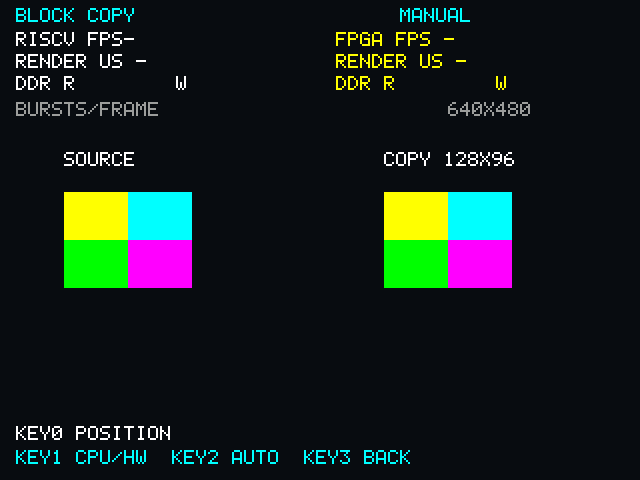 BLOCK COPY MANUAL
RISCV FPS- FPGA FPS -
RENDER US - RENDER US -
DDR R W DDR R W
BURSTS/FRAME 640X480
SOURCE COPY 128X96
KEY0 POSITION
KEY1 CPU/HW KEY2 AUTO KEY3 BACK